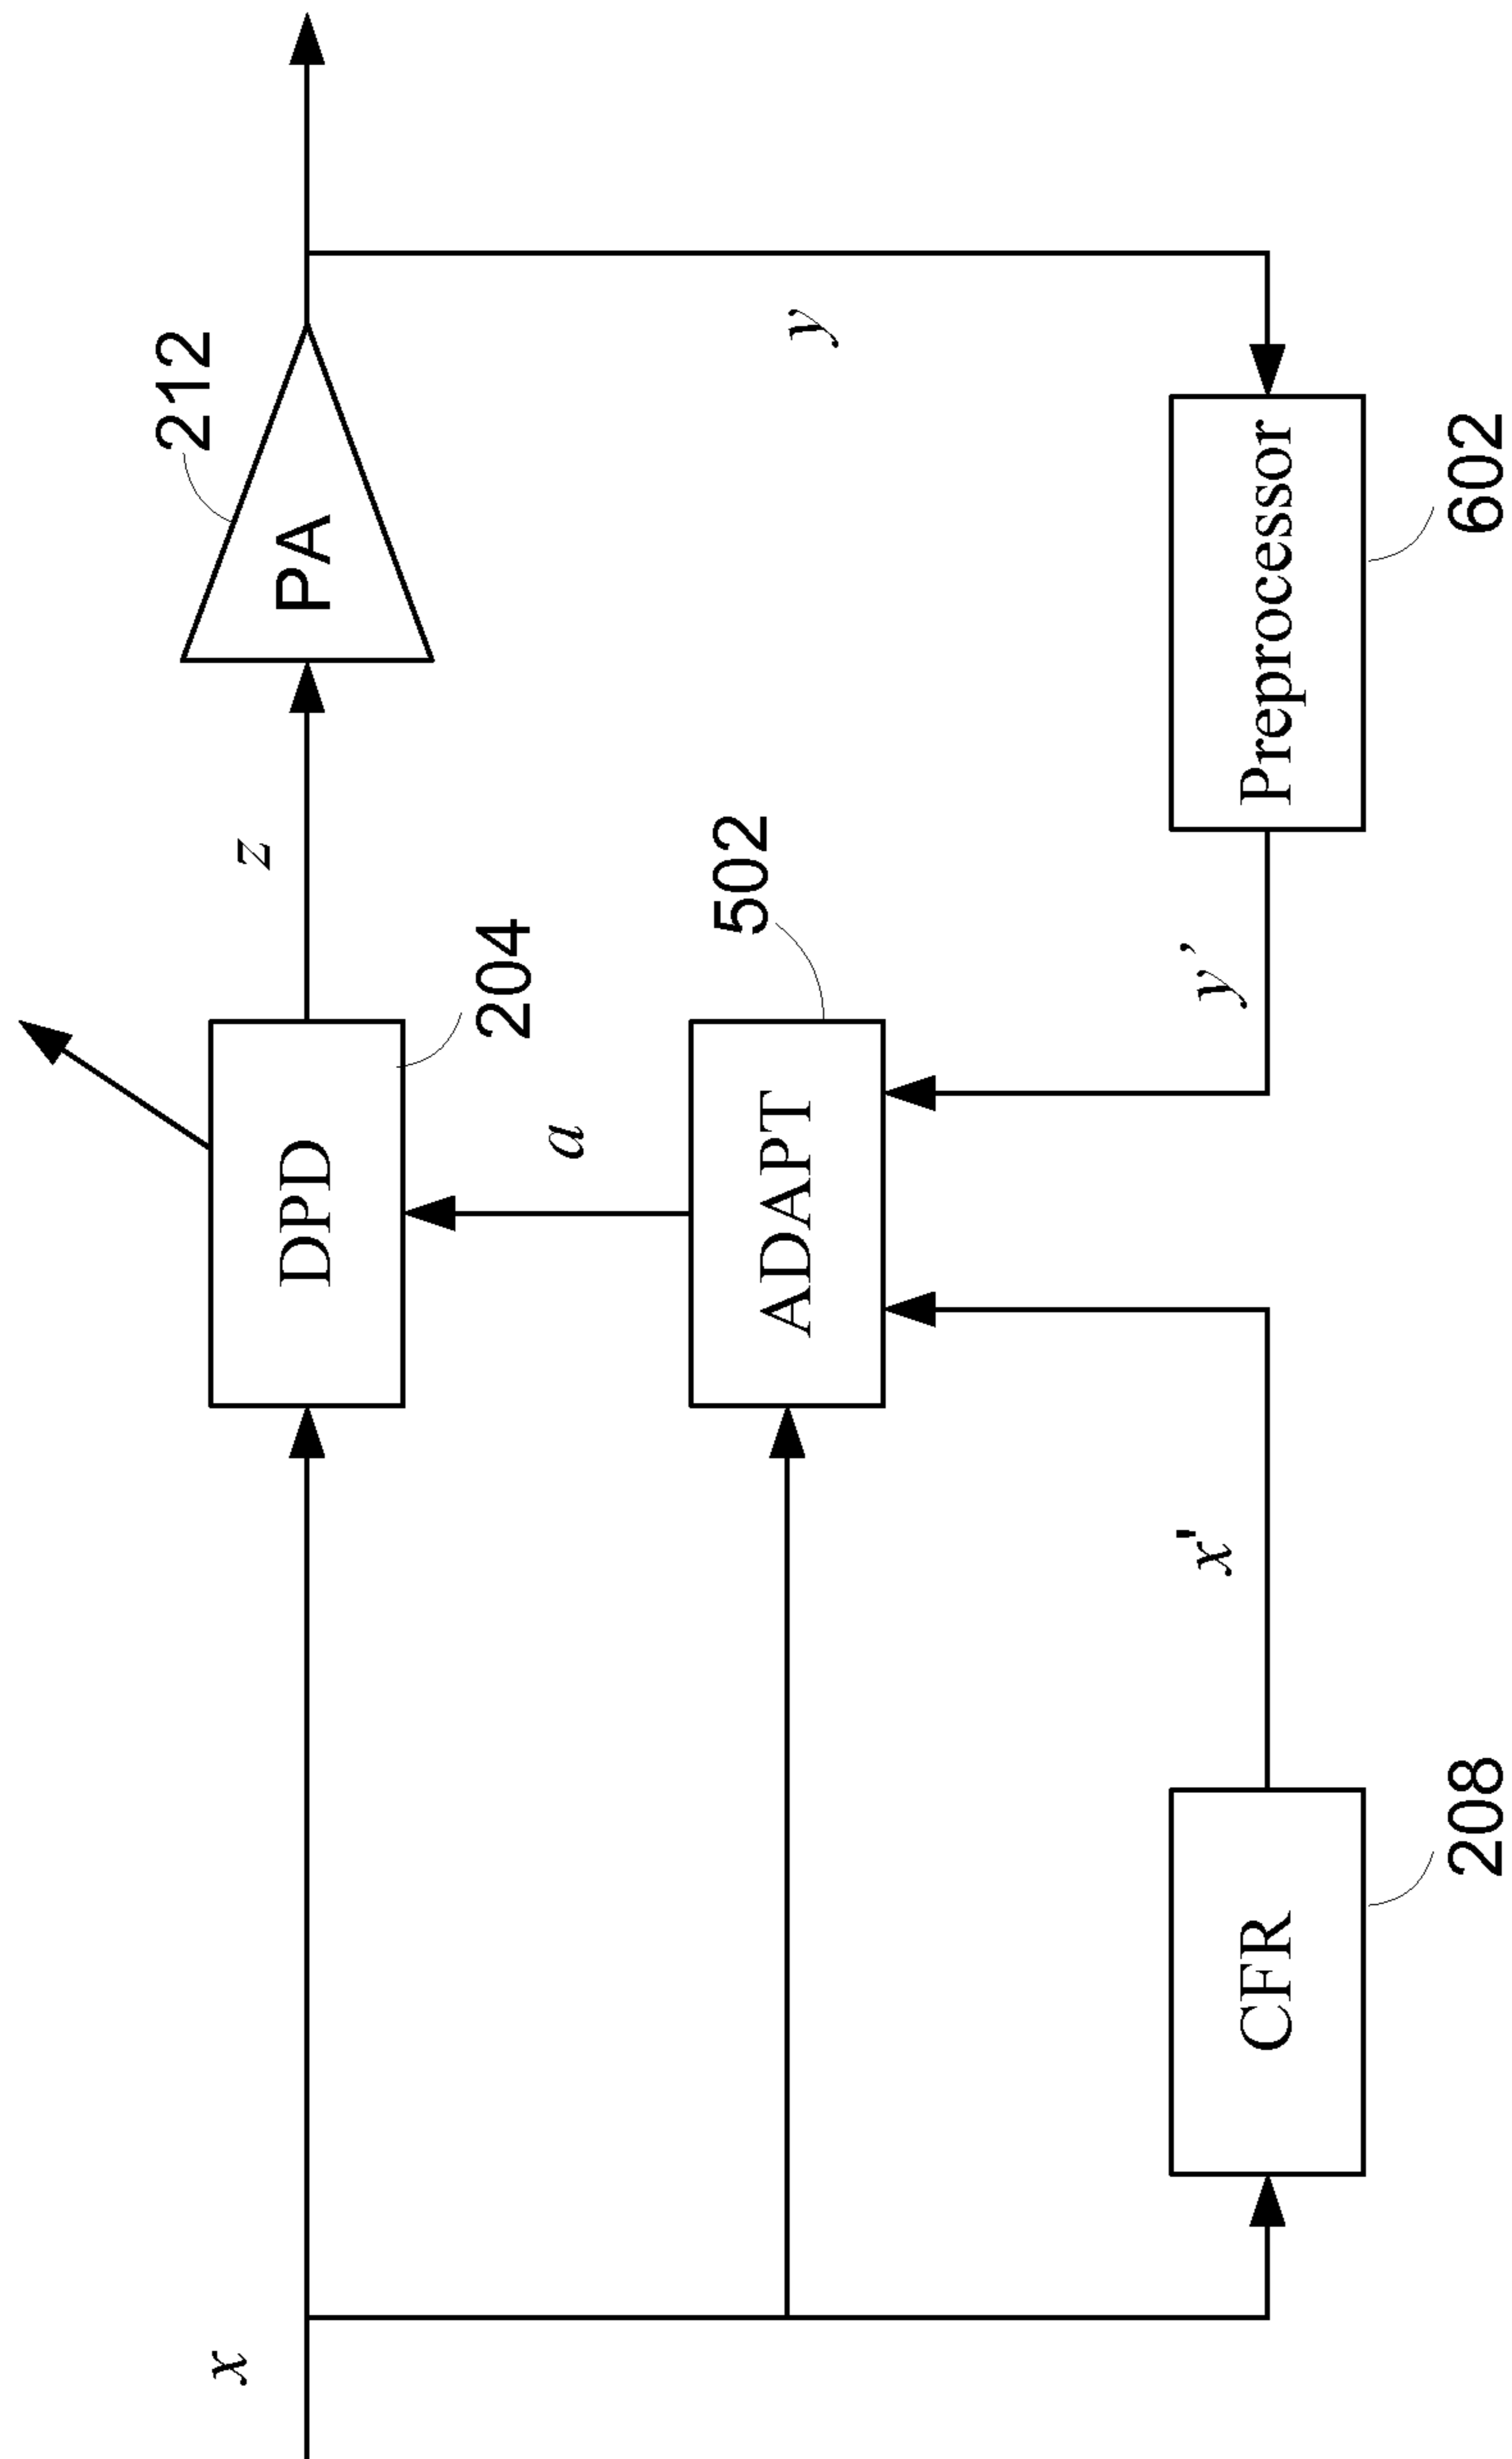 x
DPD
204
z
PA
212
a
ADAPT
502
y
CFR
208
x'
y'
Preprocessor
602